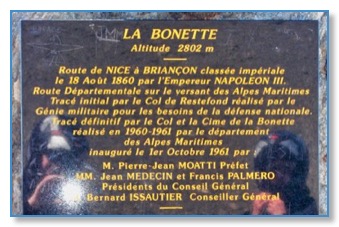 LA BONETTE
Altitude 2802 m
Route de NICE à BRIANÇON classée impériale
le 18 Août 1860 par l'Empereur NAPOLEON III.
Route Départementale sur le versant des Alpes Maritimes
Tracé initial par le Col de Restefond réalisé par le
Génie militaire pour les besoins de la défense nationale.
Tracé définitif par le Col et la Cime de la Bonette
réalisé en 1960-1961 par le département
des Alpes Maritimes
inauguré le 1er Octobre 1961 par
M. Pierre-Jean MOATTI Préfet
MM. Jean MEDECIN et Francis PALMERO
Présidents du Conseil Général
Bernard ISSAUTIER Conseiller Général